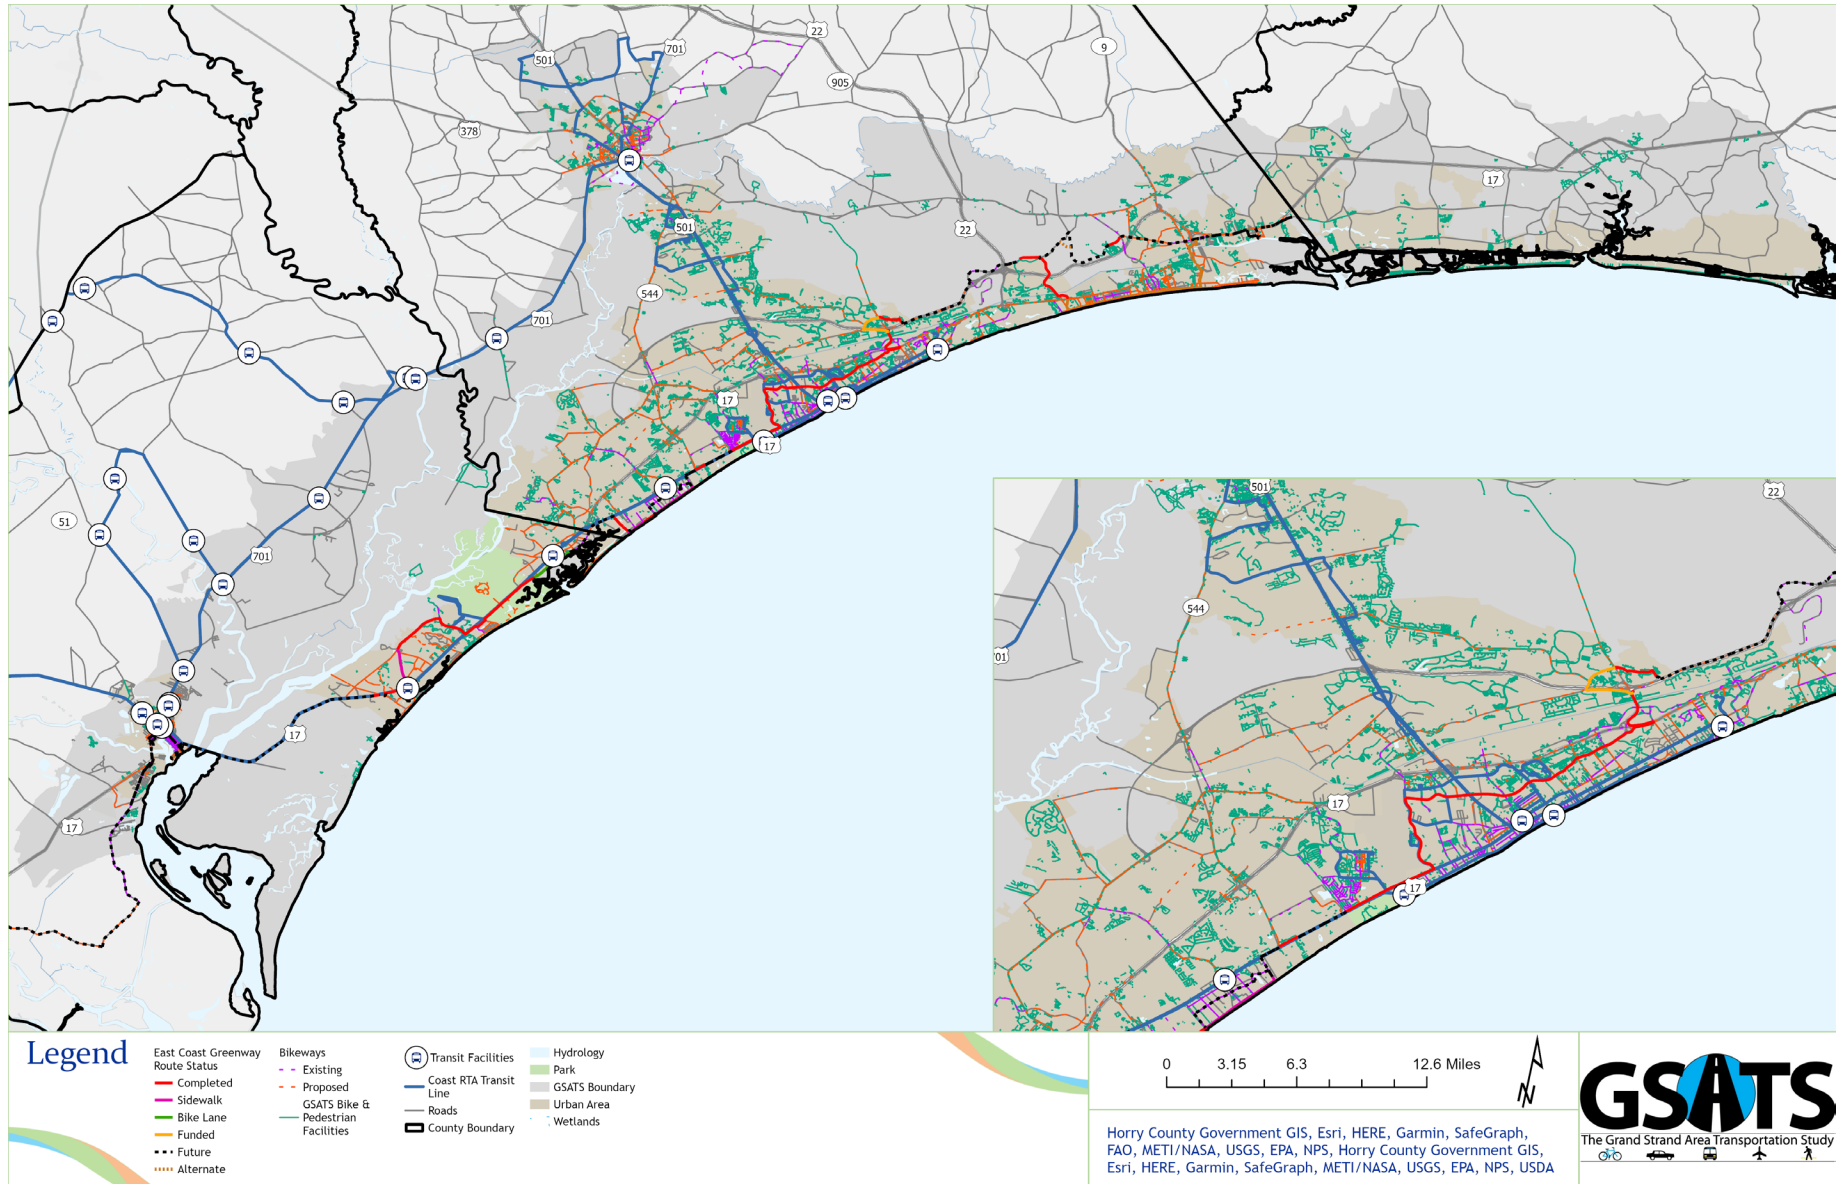 22
701
501
9
905
378
17
501
22
544
701
17
17
51
701
17
17
501
22
544
701
17
17
Legend
East Coast Greenway
Route Status
Completed
Sidewalk
Bike Lane
Funded
Future
Alternate
Bikeways
Existing
Proposed
GSATS Bike &
Pedestrian
Facilities
Transit Facilities
Coast RTA Transit
Line
Roads
County Boundary
Hydrology
Park
GSATS Boundary
Urban Area
Wetlands
0 3.15 6.3 12.6 Miles
N
Horry County Government GIS, Esri, HERE, Garmin, SafeGraph,
FAO, METI/NASA, USGS, EPA, NPS, Horry County Government GIS,
Esri, HERE, Garmin, SafeGraph, METI/NASA, USGS, EPA, NPS, USDA
GSATS
The Grand Strand Area Transportation Study